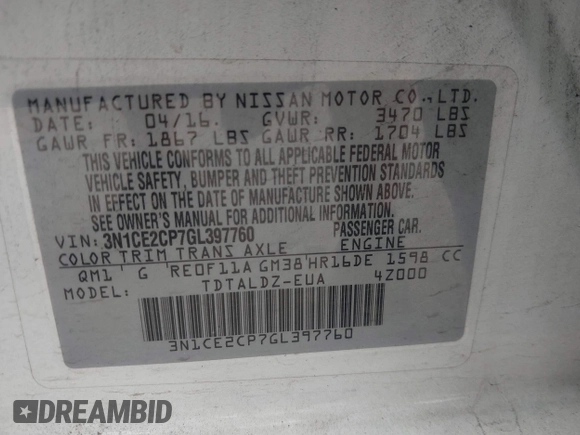 MANUFACTURED BY NISSAN MOTOR CO., LTD.
DATE: 04/16. GVWR: 3470 LBS
GAWR FR: 1867 LBS GAWR RR: 1704 LBS
THIS VEHICLE CONFORMS TO ALL APPLICABLE FEDERAL MOTOR
VEHICLE SAFETY, BUMPER AND THEFT PREVENTION STANDARDS
IN EFFECT ON THE DATE OF MANUFACTURE SHOWN ABOVE.
SEE OWNER'S MANUAL FOR ADDITIONAL INFORMATION.
VIN: 3N1CE2CP7GL397760 PASSENGER CAR.
COLOR TRIM TRANS AXLE ENGINE
QM1 G RE0F11A GM38 HR16DE 1598 CC
MODEL: TDTALDZ-EUA 4Z000
3N1CE2CP7GL397760
DREAMBID